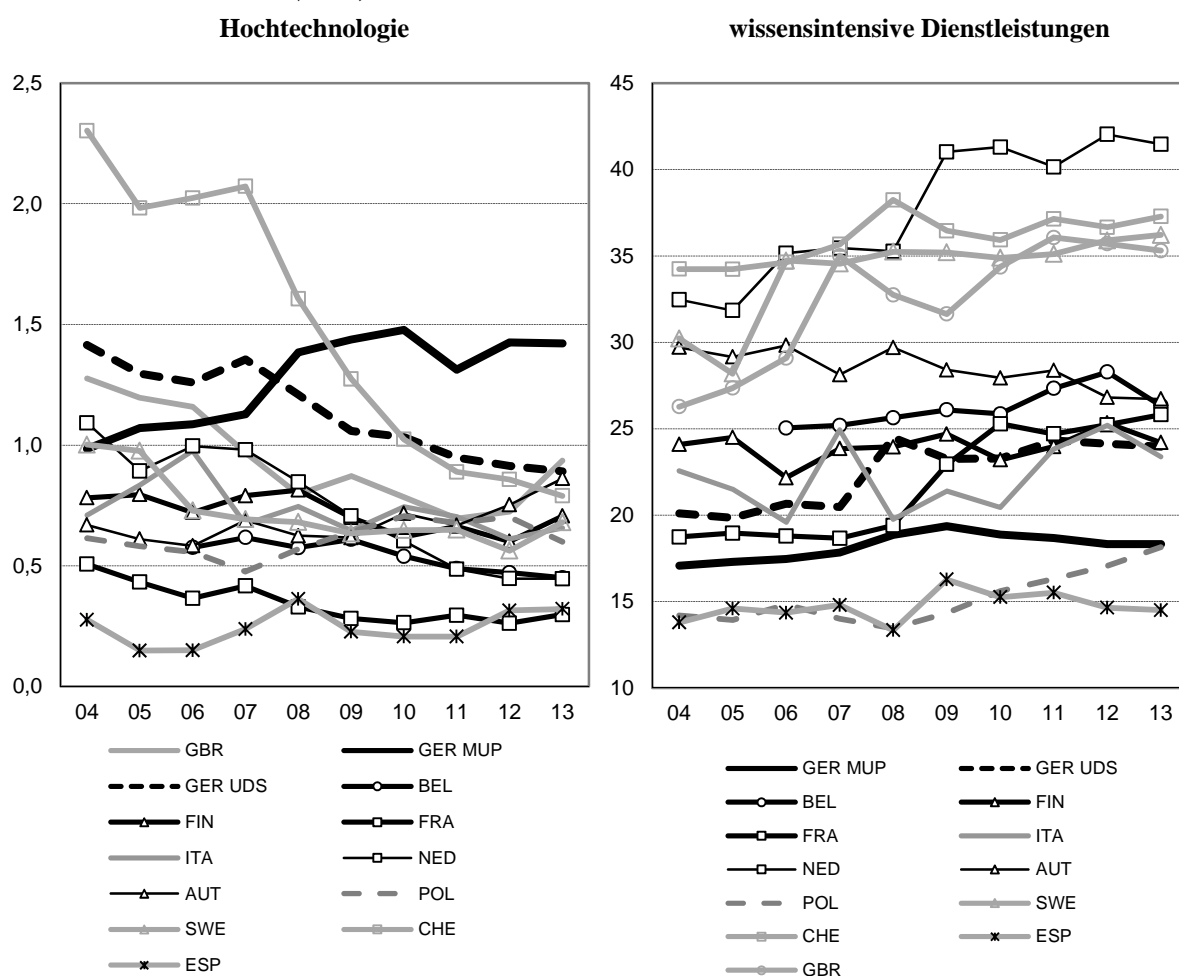 Hochtechnologie
2,5
2,0
1,5
1,0
0,5
0,0
04 05 06 07 08 09 10 11 12 13
GBR GER MUP
GER UDS BEL
FIN FRA
ITA NED
AUT POL
SWE CHE
ESP
wissensintensive Dienstleistungen
45
40
35
30
25
20
15
10
04 05 06 07 08 09 10 11 12 13
GER MUP GER UDS
BEL FIN
FRA ITA
NED AUT
POL SWE
CHE ESP
GBR